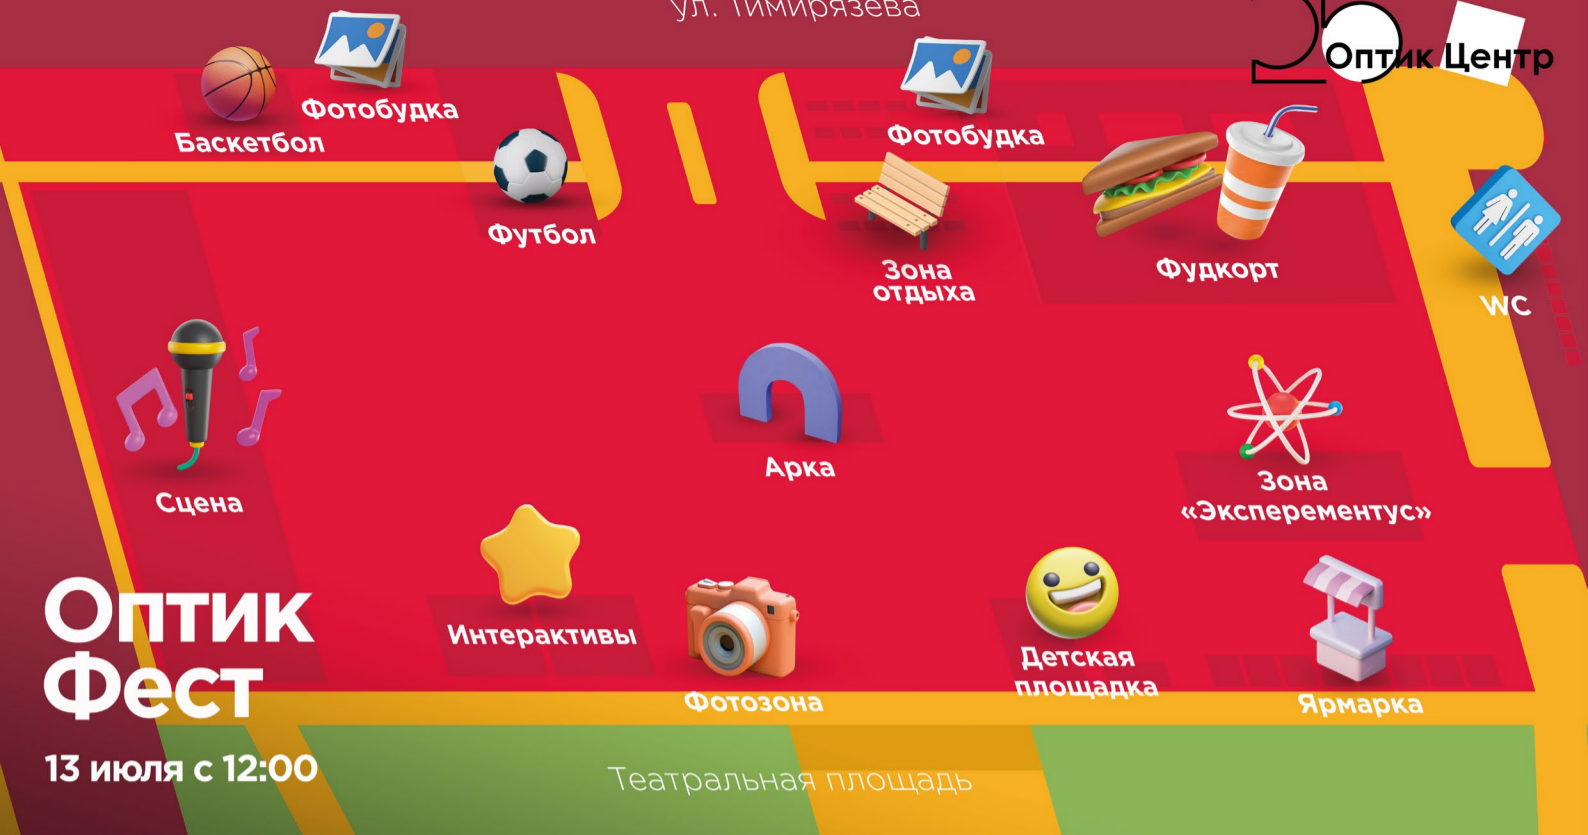 ул. Тимирязева
Оптик Центр
Фотобудка
Баскетбол
Фотобудка
Футбол
Зона
отдыха
Фудкорт
WC
Арка
Сцена
Зона
«Эксперементус»
Интерактивы
Детская
площадка
Фотозона
Ярмарка
Оптик
Фест
13 июля с 12:00
Театральная площадь